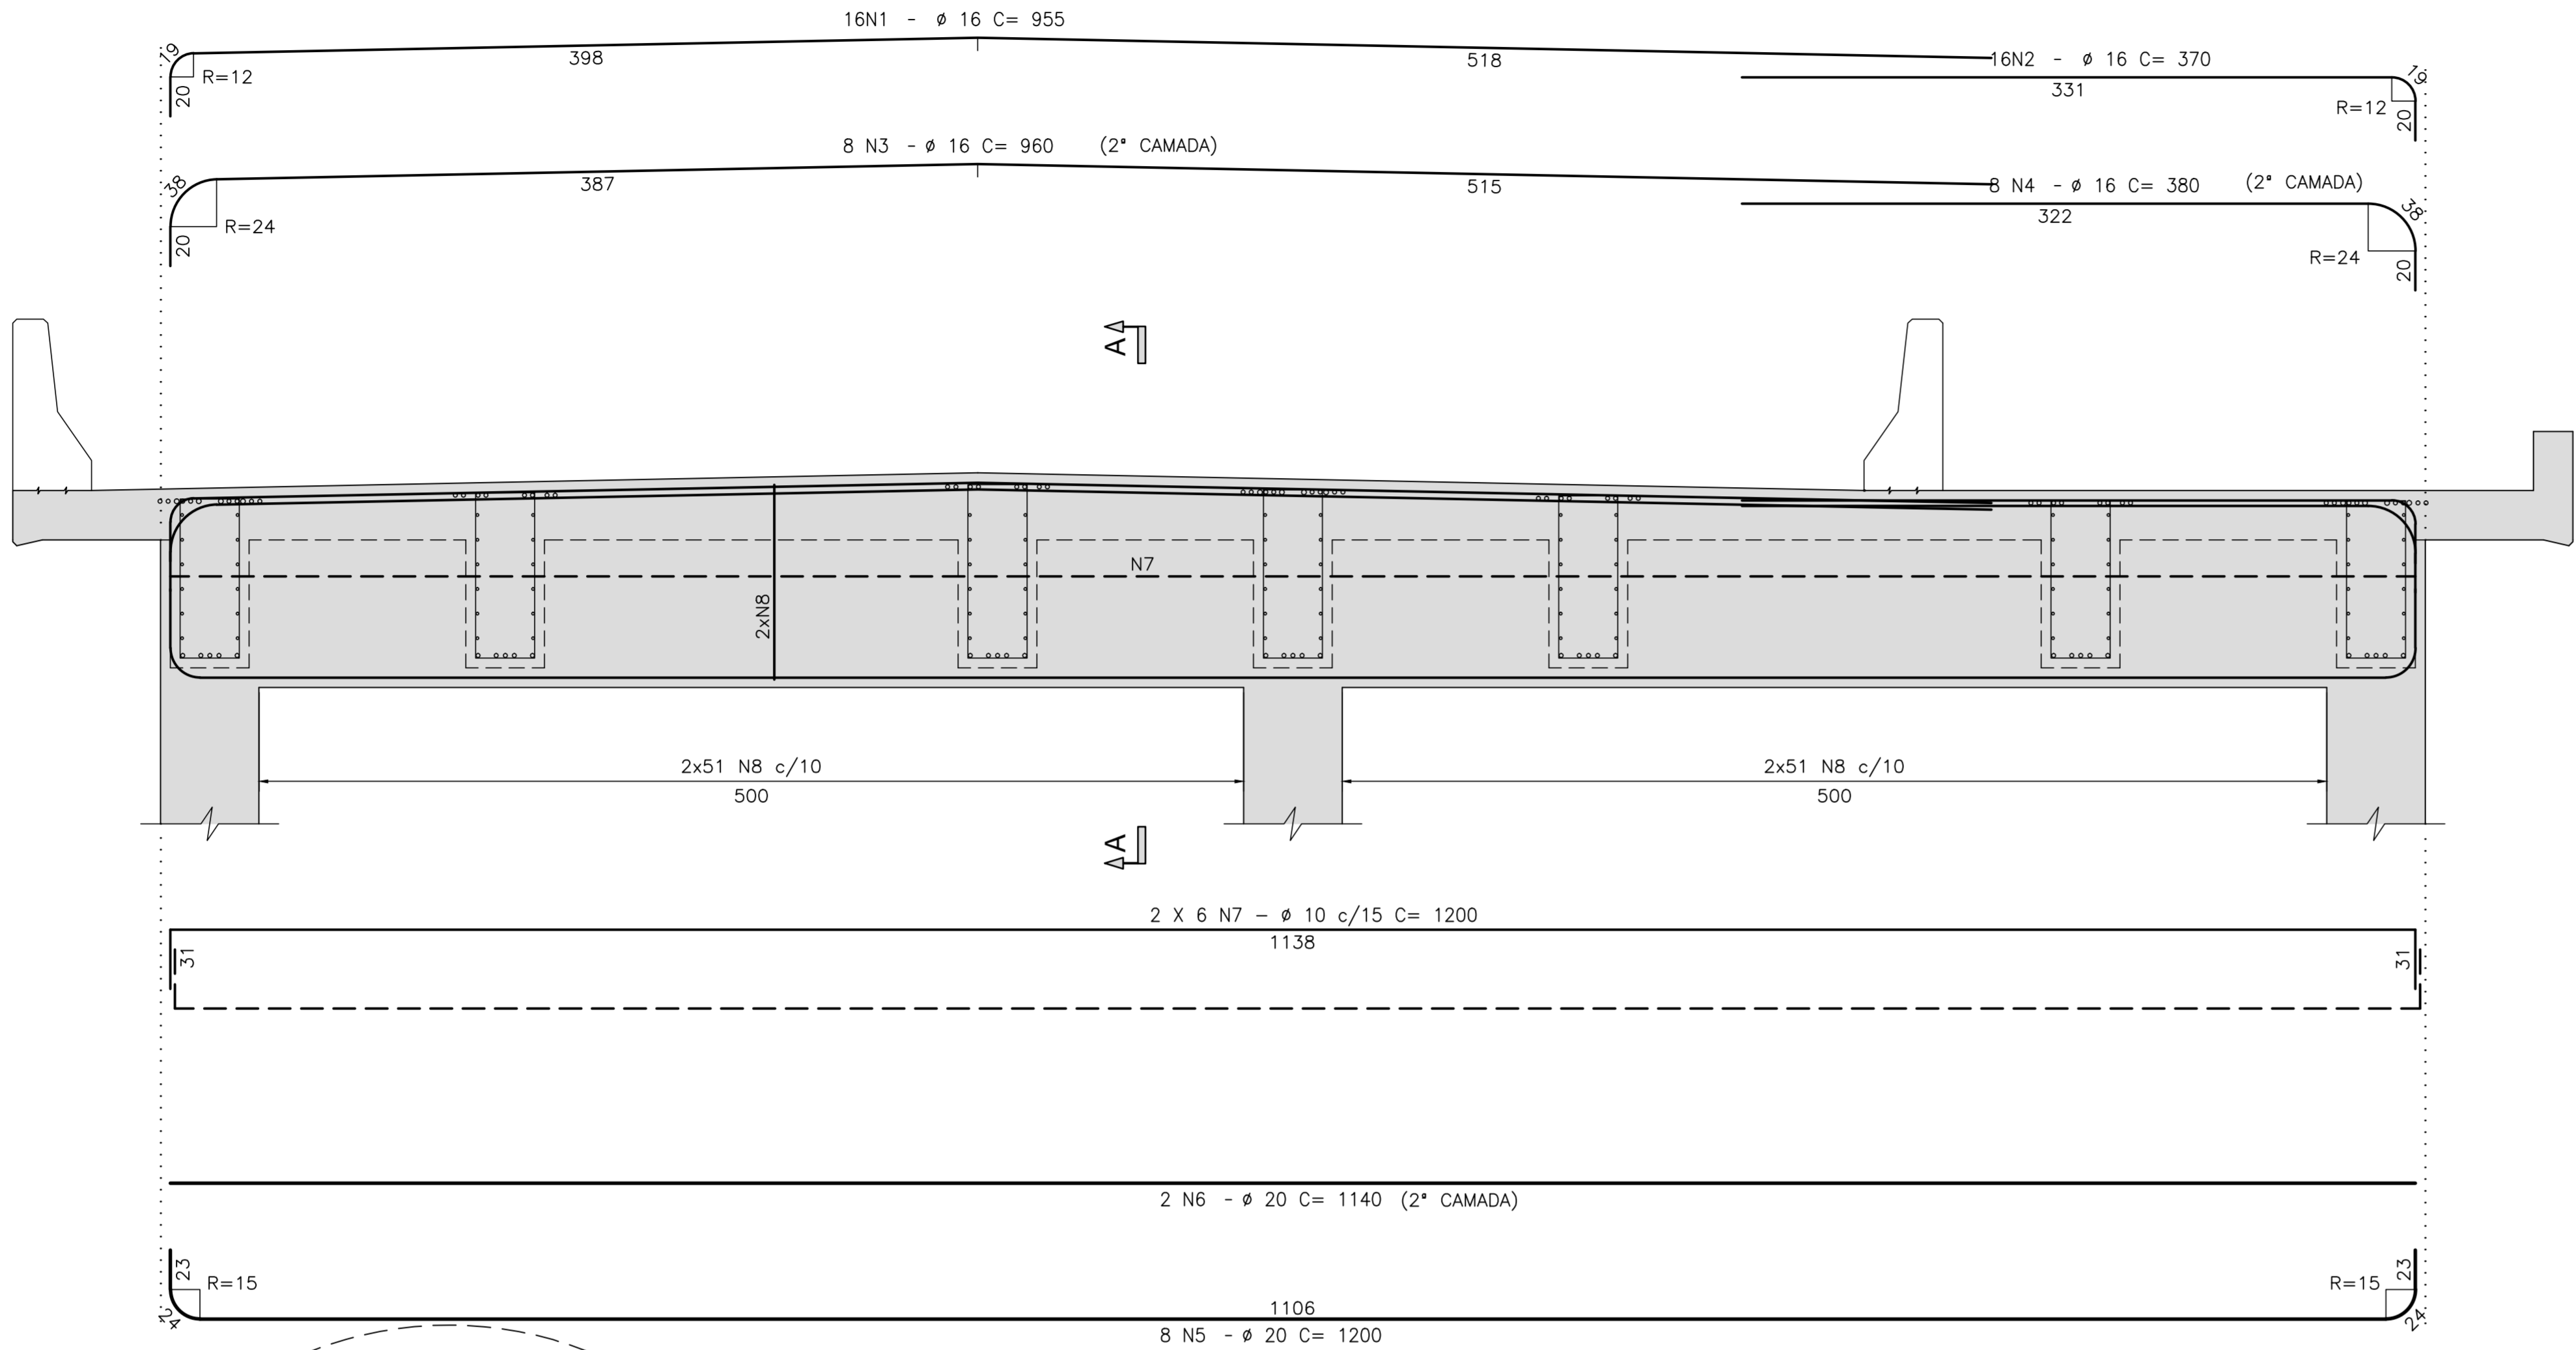 16N1 - ø 16 C= 955
19
398
518
16N2 - ø 16 C= 370
19
R=12
20
331
R=12
20
8 N3 - ø 16 C= 960 (2ª CAMADA)
38
387
515
8 N4 - ø 16 C= 380 (2ª CAMADA)
38
R=24
20
322
R=24
20
A
N7
2xN8
2x51 N8 c/10
500
2x51 N8 c/10
500
A
2 X 6 N7 - ø 10 c/15 C= 1200
1138
31
31
2 N6 - ø 20 C= 1140 (2ª CAMADA)
23
R=15
24
R=15
23
24
1106
8 N5 - ø 20 C= 1200